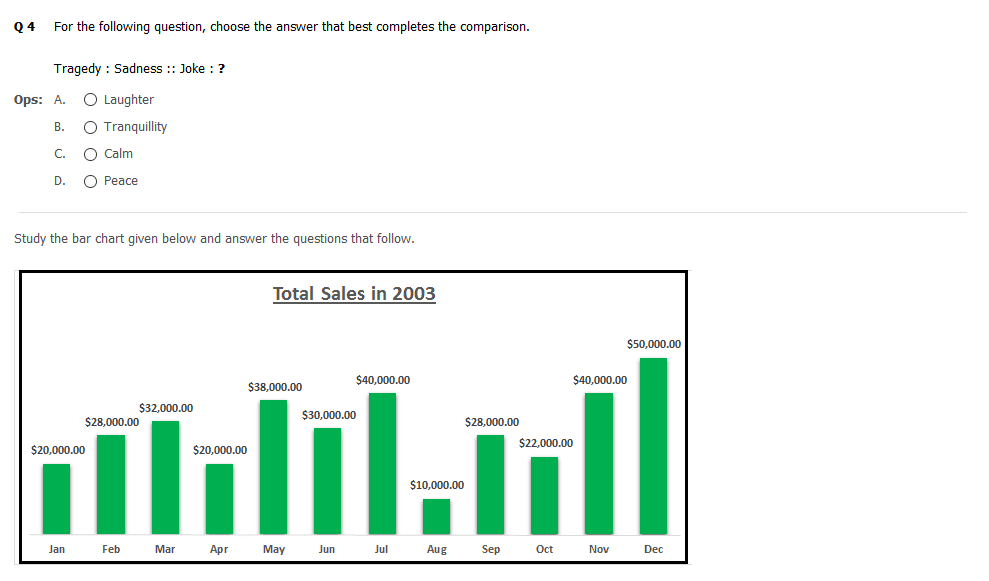 Q 4 For the following question, choose the answer that best completes the comparison.
Tragedy : Sadness :: Joke : ?
Ops: A. Laughter
B. Tranquillity
C. Calm
D. Peace
Study the bar chart given below and answer the questions that follow.
Total Sales in 2003
$20,000.00 $28,000.00 $32,000.00 $20,000.00 $38,000.00 $30,000.00 $40,000.00 $10,000.00 $28,000.00 $22,000.00 $40,000.00 $50,000.00
Jan Feb Mar Apr May Jun Jul Aug Sep Oct Nov Dec